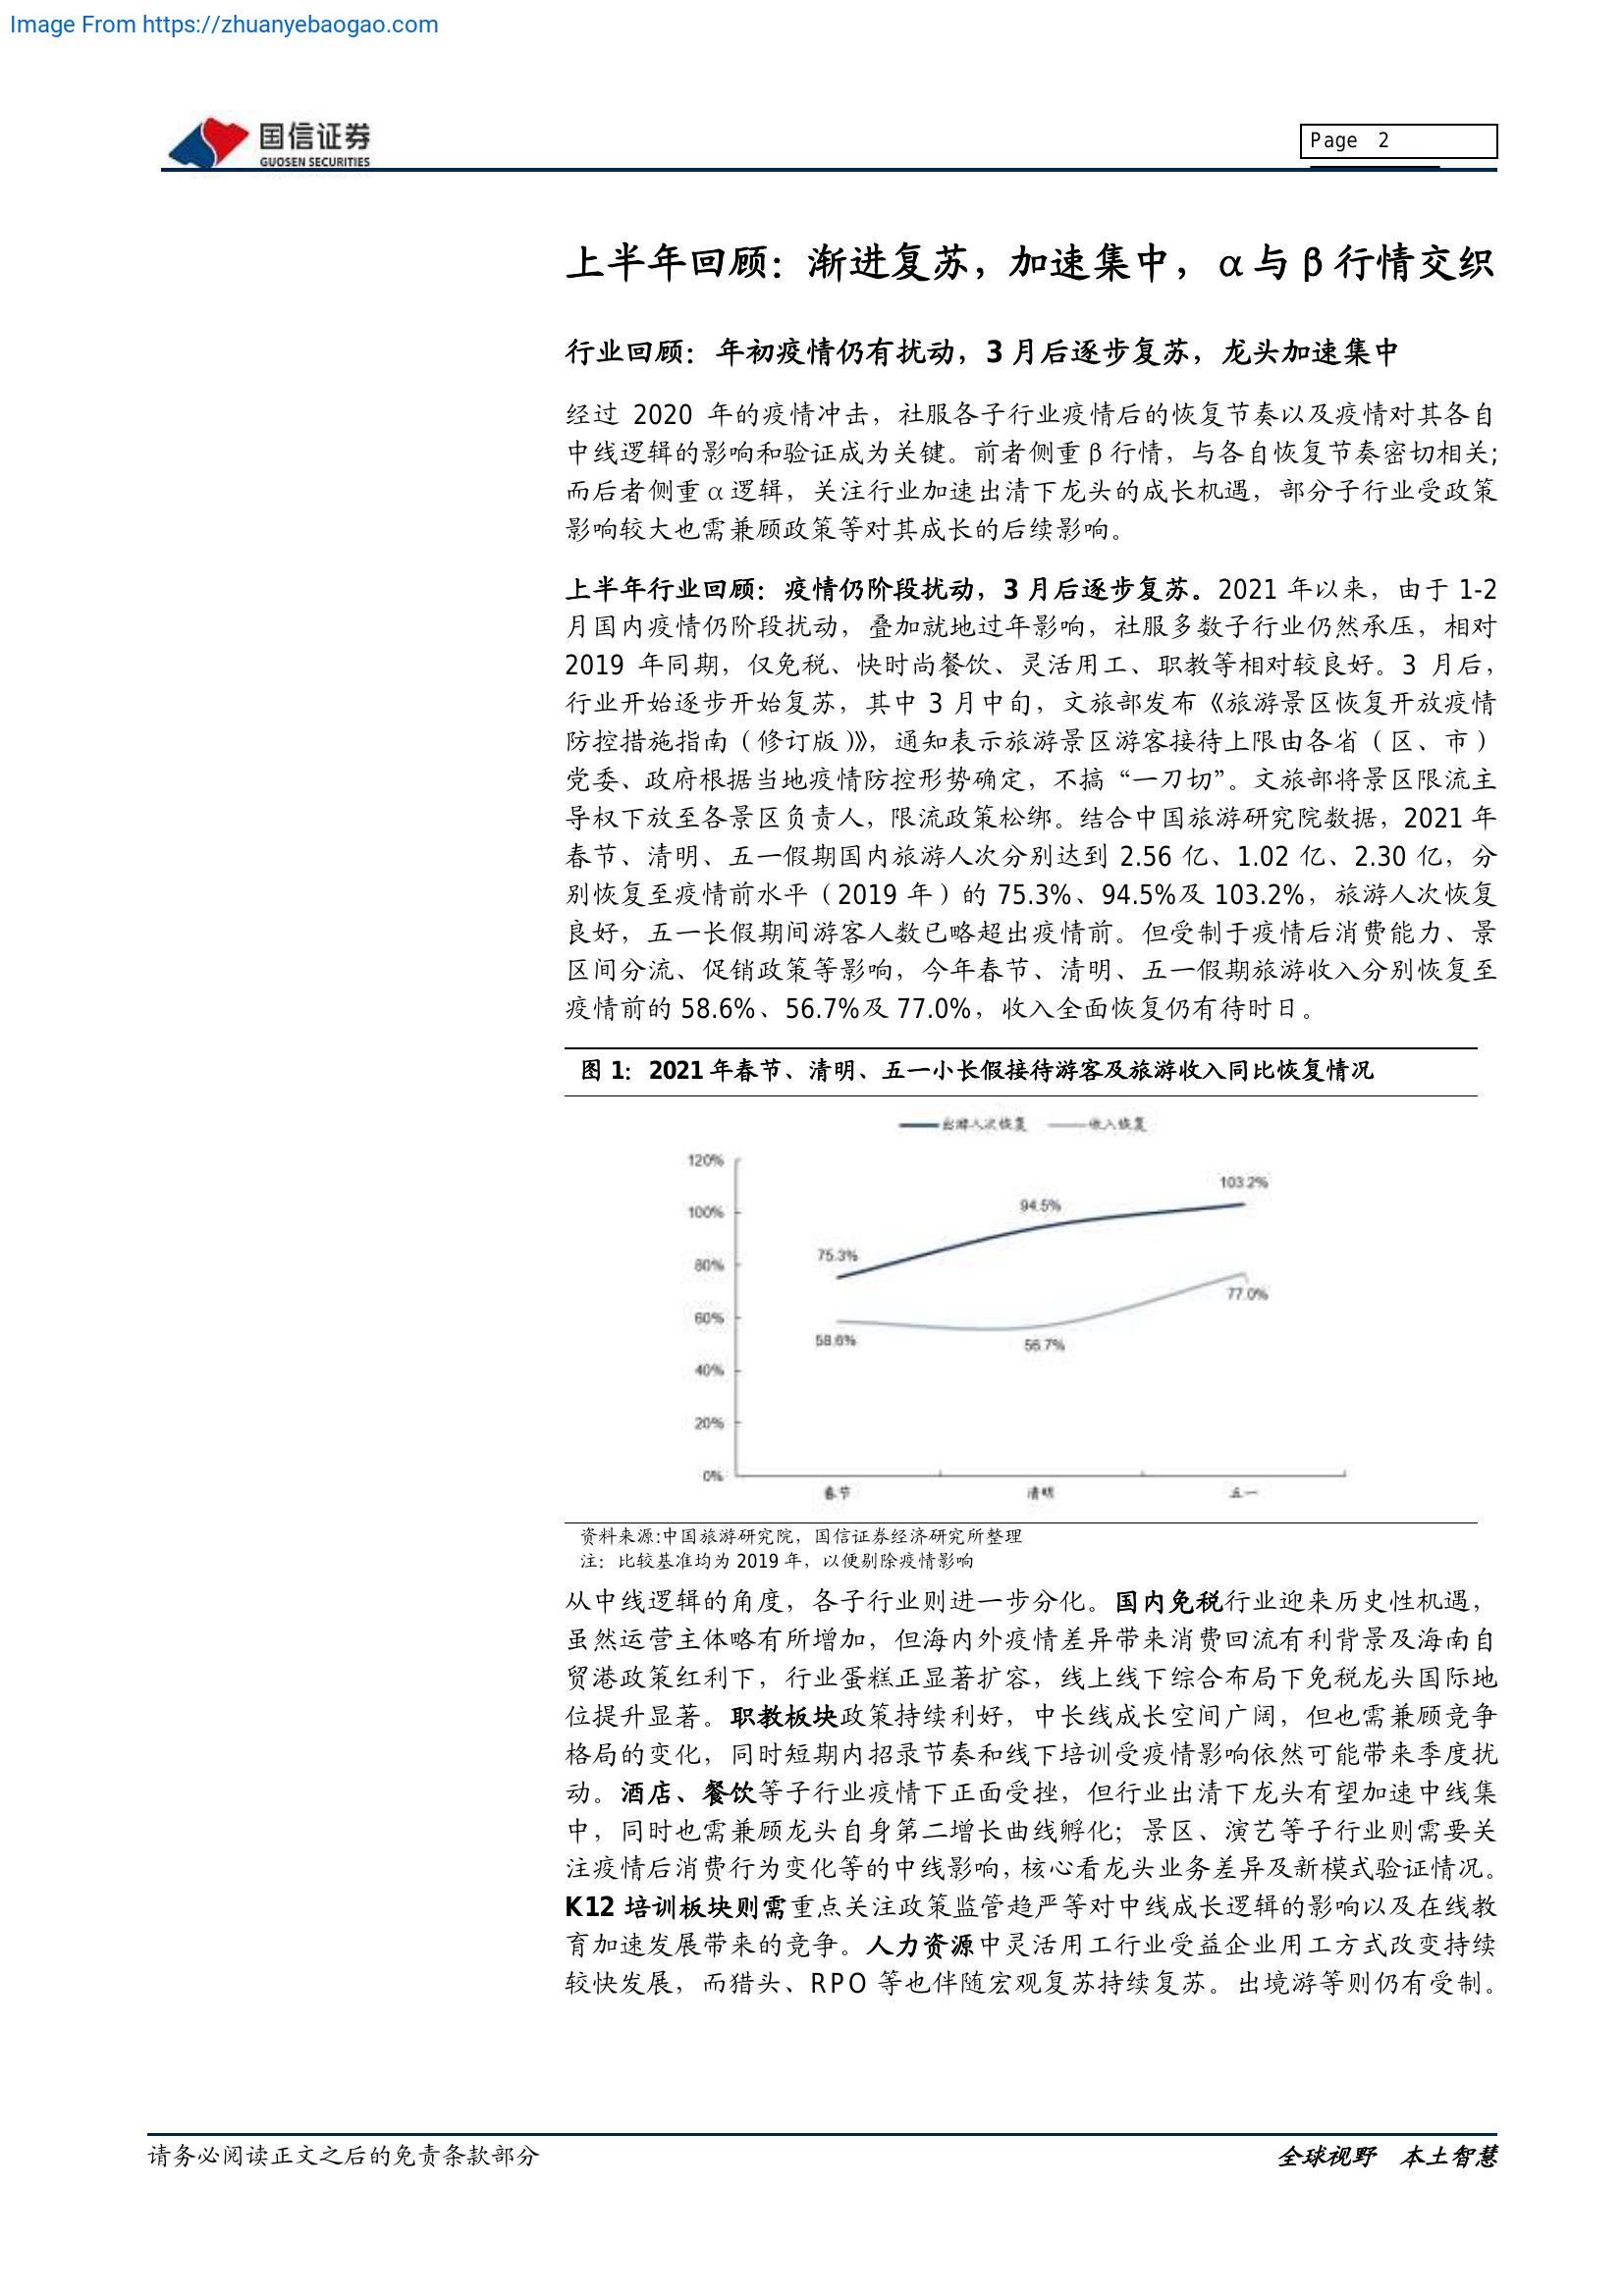 Image From https://zhuanyebaogao.com
国信证券
GUOSEN SECURITIES
Page 2
上半年回顾：渐进复苏，加速集中，α与β行情交织
行业回顾：年初疫情仍有扰动，3月后逐步复苏，龙头加速集中
经过 2020 年的疫情冲击，社服各子行业疫情后的恢复节奏以及疫情对其各自
中线逻辑的影响和验证成为关键。前者侧重β行情，与各自恢复节奏密切相关；
而后者侧重α逻辑，关注行业加速出清下龙头的成长机遇，部分子行业受政策
影响较大也需兼顾政策等对其成长的后续影响。
上半年行业回顾：疫情仍阶段扰动，3月后逐步复苏。2021 年以来，由于 1-2
月国内疫情仍阶段扰动，叠加就地过年影响，社服多数子行业仍然承压，相对
2019 年同期，仅免税、快时尚餐饮、灵活用工、职教等相对较良好。3 月后，
行业开始逐步开始复苏，其中 3 月中旬，文旅部发布《旅游景区恢复开放疫情
防控措施指南（修订版）》，通知表示旅游景区游客接待上限由各省（区、市）
党委、政府根据当地疫情防控形势确定，不搞“一刀切”。文旅部将景区限流主
导权下放至各景区负责人，限流政策松绑。结合中国旅游研究院数据，2021 年
春节、清明、五一假期国内旅游人次分别达到 2.56 亿、1.02 亿、2.30 亿，分
别恢复至疫情前水平（2019 年）的 75.3%、94.5%及 103.2%，旅游人次恢复
良好，五一长假期间游客人数已略超出疫情前。但受制于疫情后消费能力、景
区间分流、促销政策等影响，今年春节、清明、五一假期旅游收入分别恢复至
疫情前的 58.6%、56.7%及 77.0%，收入全面恢复仍有待时日。
图 1：2021 年春节、清明、五一小长假接待游客及旅游收入同比恢复情况
出游人次恢复 收入恢复
120%
100%
80%
60%
40%
20%
0%
75.3%
94.5%
103.2%
58.6%
56.7%
77.0%
春节 清明 五一
资料来源:中国旅游研究院，国信证券经济研究所整理
注：比较基准均为 2019 年，以便剔除疫情影响
从中线逻辑的角度，各子行业则进一步分化。国内免税行业迎来历史性机遇，
虽然运营主体略有所增加，但海内外疫情差异带来消费回流有利背景及海南自
贸港政策红利下，行业蛋糕正显著扩容，线上线下综合布局下免税龙头国际地
位提升显著。职教板块政策持续利好，中长线成长空间广阔，但也需兼顾竞争
格局的变化，同时短期内招录节奏和线下培训受疫情影响依然可能带来季度扰
动。酒店、餐饮等子行业疫情下正面受挫，但行业出清下龙头有望加速中线集
中，同时也需兼顾龙头自身第二增长曲线孵化；景区、演艺等子行业则需要关
注疫情后消费行为变化等的中线影响，核心看龙头业务差异及新模式验证情况。
K12 培训板块则需重点关注政策监管趋严等对中线成长逻辑的影响以及在线教
育加速发展带来的竞争。人力资源中灵活用工行业受益企业用工方式改变持续
较快发展，而猎头、RPO 等也伴随宏观复苏持续复苏。出境游等则仍有受制。
请务必阅读正文之后的免责条款部分
全球视野 本土智慧